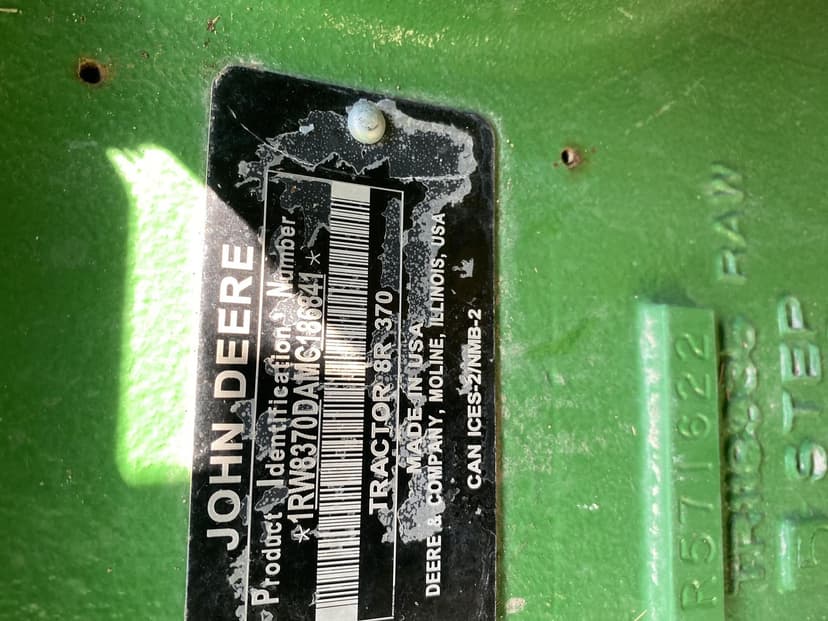 JOHN DEERE
Product Identification Number
*1RW8370DAMC186841*
TRACTOR 8R 370
MADE IN USA
DEERE & COMPANY, MOLINE, ILLINOIS, USA
CAN ICES-2/NMB-2
R571622
RAW
5 STEP